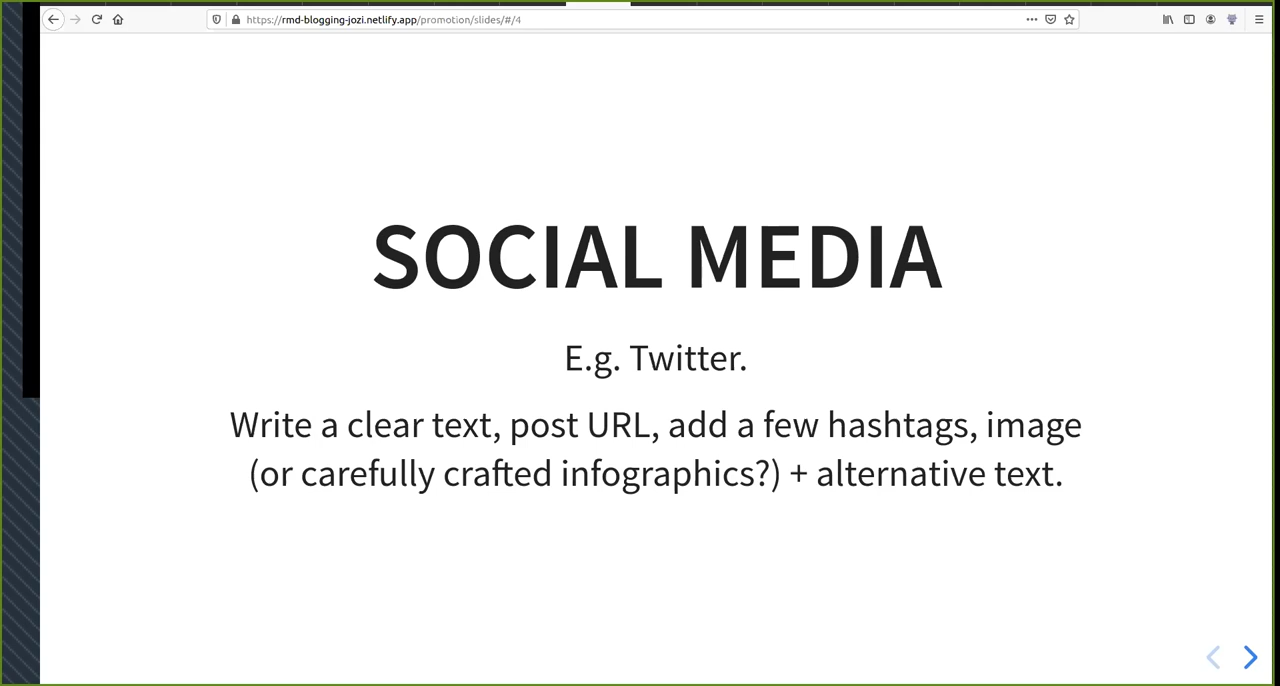 https://rmd-blogging-jozi.netlify.app/promotion/slides/#/4
SOCIAL MEDIA
E.g. Twitter.
Write a clear text, post URL, add a few hashtags, image
(or carefully crafted infographics?) + alternative text.